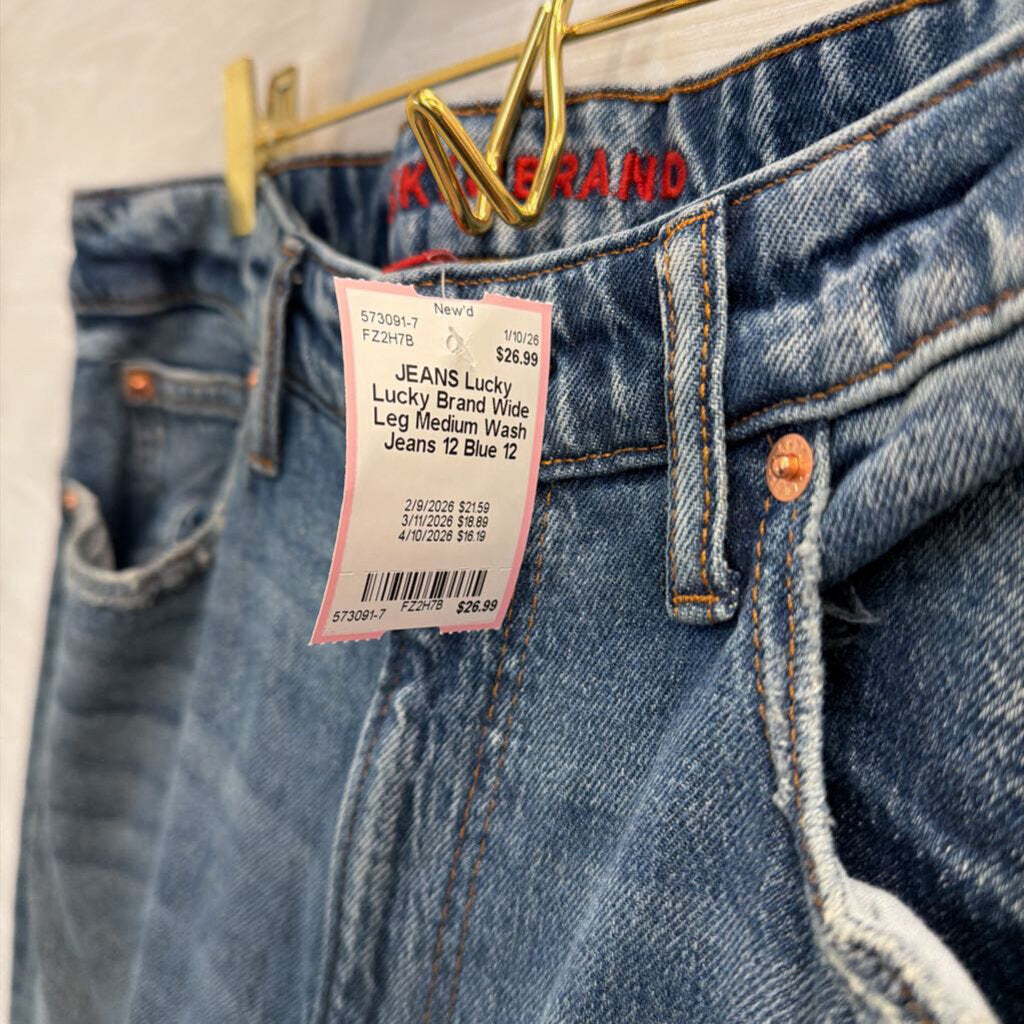 BRAND
New'd
573091-7
FZ2H7B
1/10/26
$26.99
JEANS Lucky
Lucky Brand Wide
Leg Medium Wash
Jeans 12 Blue 12
2/9/2026 $21.59
3/11/2026 $18.89
4/10/2026 $16.19
573091-7 FZ2H7B $26.99